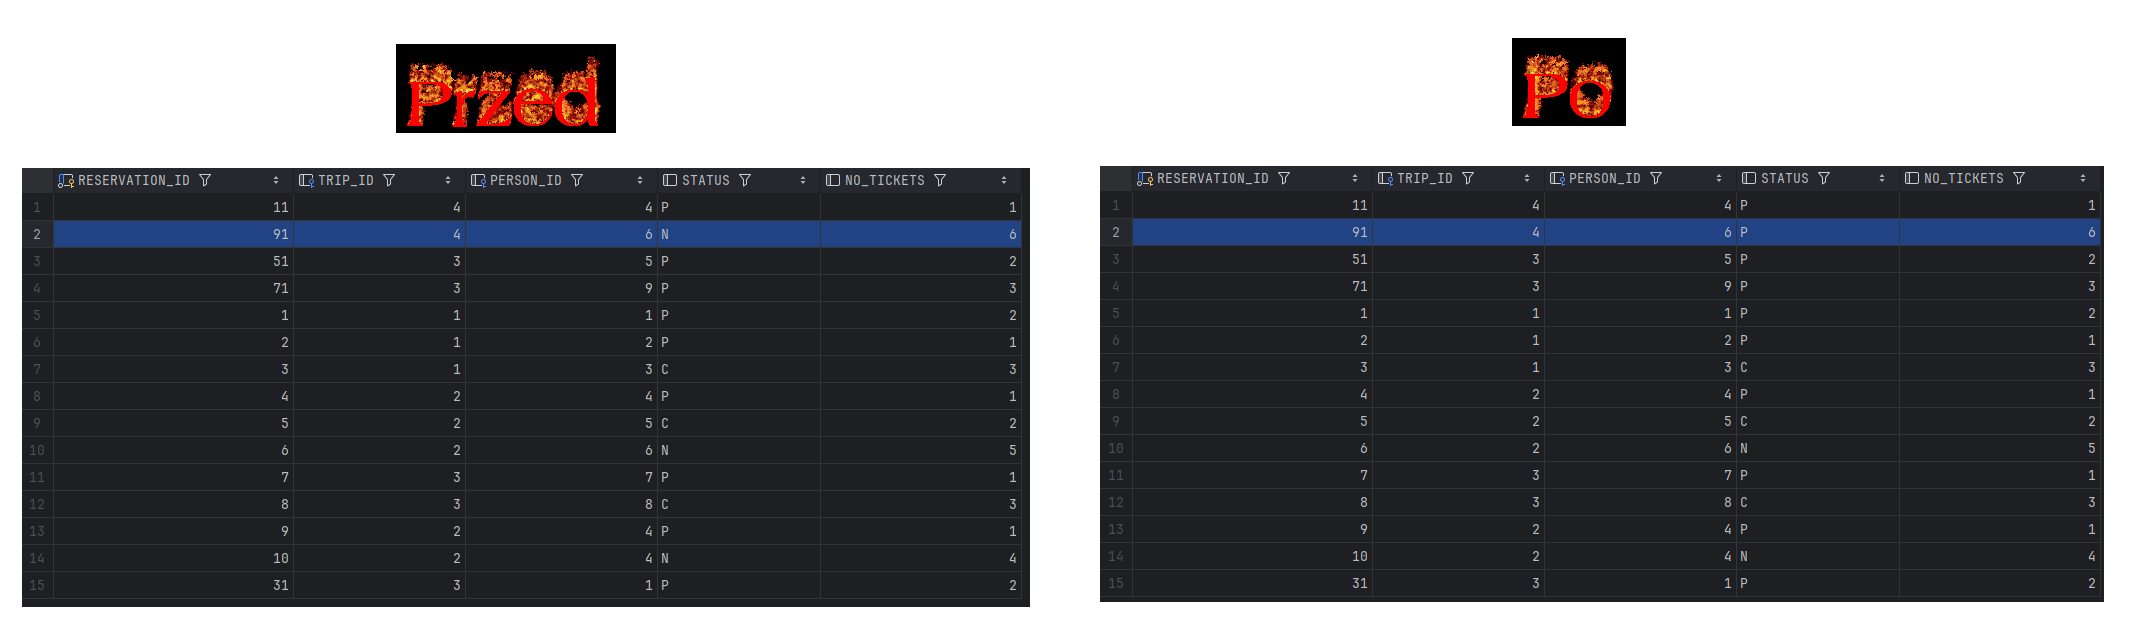 Przed
RESERVATION_ID TRIP_ID PERSON_ID STATUS NO_TICKETS
1 11 4 4 P 1
2 91 4 6 N 6
3 51 3 5 P 2
4 71 3 9 P 3
5 1 1 1 P 2
6 2 1 2 P 1
7 3 1 3 C 3
8 4 2 4 P 1
9 5 2 5 C 2
10 6 2 6 N 5
11 7 3 7 P 1
12 8 3 8 C 3
13 9 2 4 P 1
14 10 2 4 N 4
15 31 3 1 P 2
Po
RESERVATION_ID TRIP_ID PERSON_ID STATUS NO_TICKETS
1 11 4 4 P 1
2 91 4 6 P 6
3 51 3 5 P 2
4 71 3 9 P 3
5 1 1 1 P 2
6 2 1 2 P 1
7 3 1 3 C 3
8 4 2 4 P 1
9 5 2 5 C 2
10 6 2 6 N 5
11 7 3 7 P 1
12 8 3 8 C 3
13 9 2 4 P 1
14 10 2 4 N 4
15 31 3 1 P 2